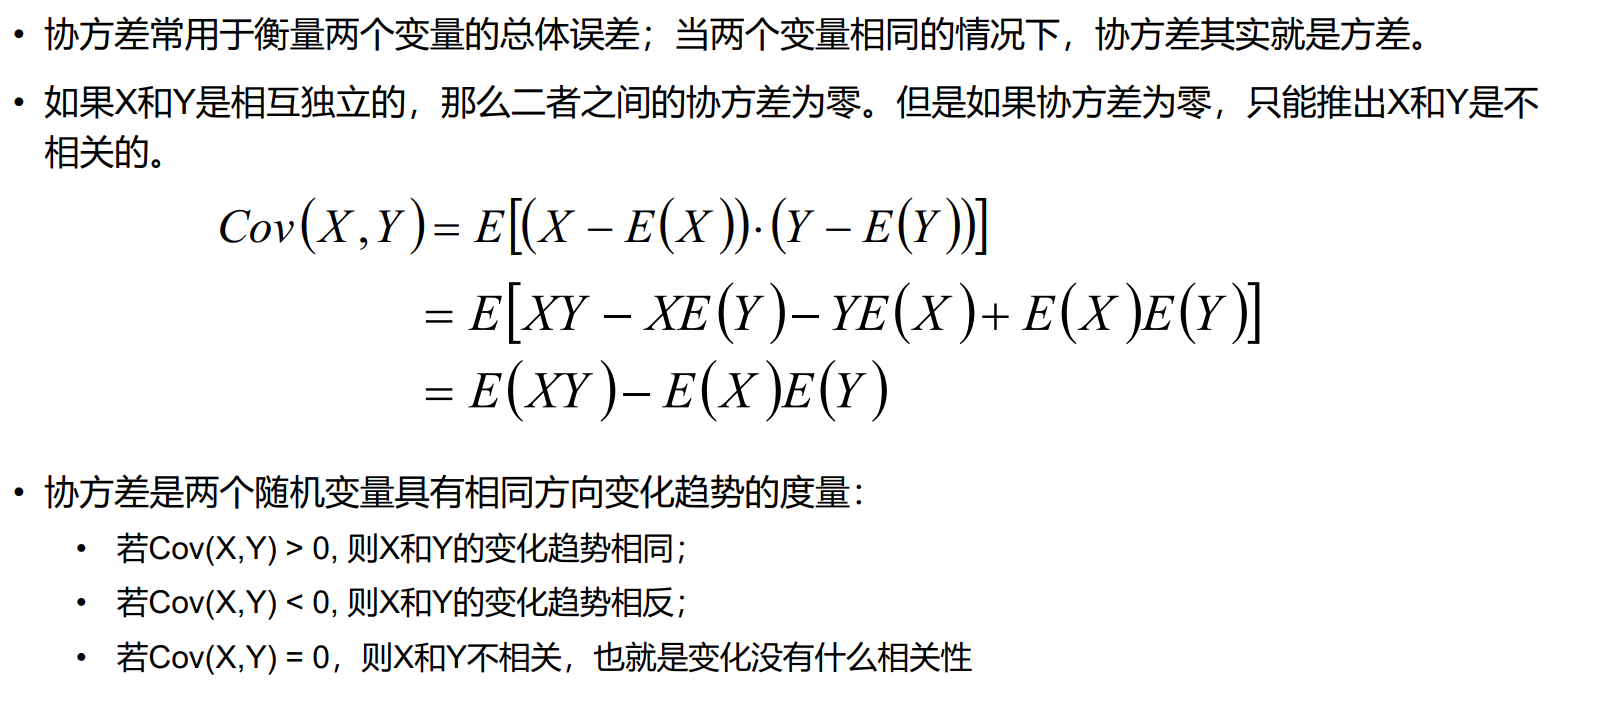 • 协方差常用于衡量两个变量的总体误差；当两个变量相同的情况下，协方差其实就是方差。
• 如果X和Y是相互独立的，那么二者之间的协方差为零。但是如果协方差为零，只能推出X和Y是不
相关的。
Cov(X,Y)= E[(X − E(X))·(Y − E(Y))]
= E[XY − XE(Y)− YE(X)+ E(X)E(Y)]
= E(XY)− E(X)E(Y)
• 协方差是两个随机变量具有相同方向变化趋势的度量：
• 若Cov(X,Y) > 0, 则X和Y的变化趋势相同；
• 若Cov(X,Y) < 0, 则X和Y的变化趋势相反；
• 若Cov(X,Y) = 0，则X和Y不相关，也就是变化没有什么相关性